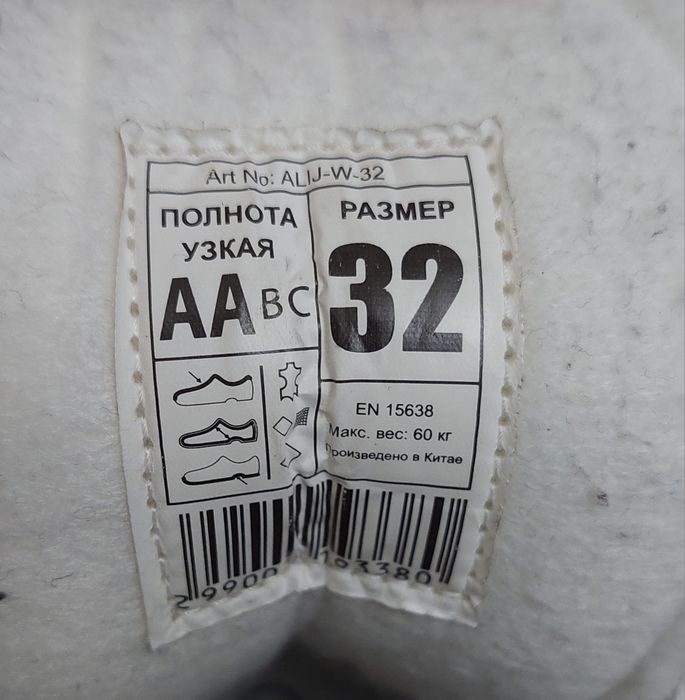 Art No: ALIJ-W-32
ПОЛНОТА
УЗКАЯ
AA BC
РАЗМЕР
32
EN 15638
Макс. вес: 60 кг
Произведено в Китае